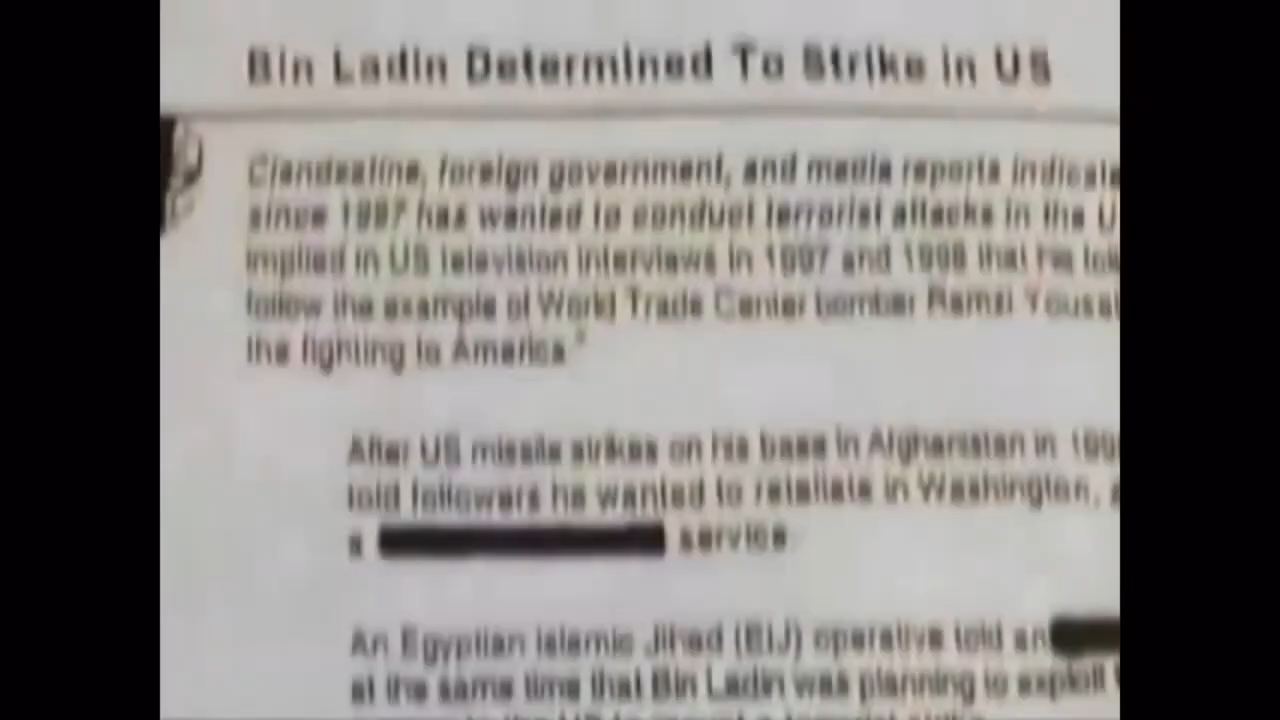 Bin Ladin Determined To Strike in US
Clandestine, foreign government, and media reports indicate
since 1997 has wanted to conduct terrorist attacks in the U
implied in US television interviews in 1997 and 1998 that his
follow the example of World Trade Center bomber Ramzi Yousef
the fighting to America."
After US missile strikes on his base in Afghanistan in 199
told followers he wanted to retaliate in Washington, a
a service.
An Egyptian Islamic Jihad (EIJ) operative told an
at the same time that Bin Ladin was planning to exploit